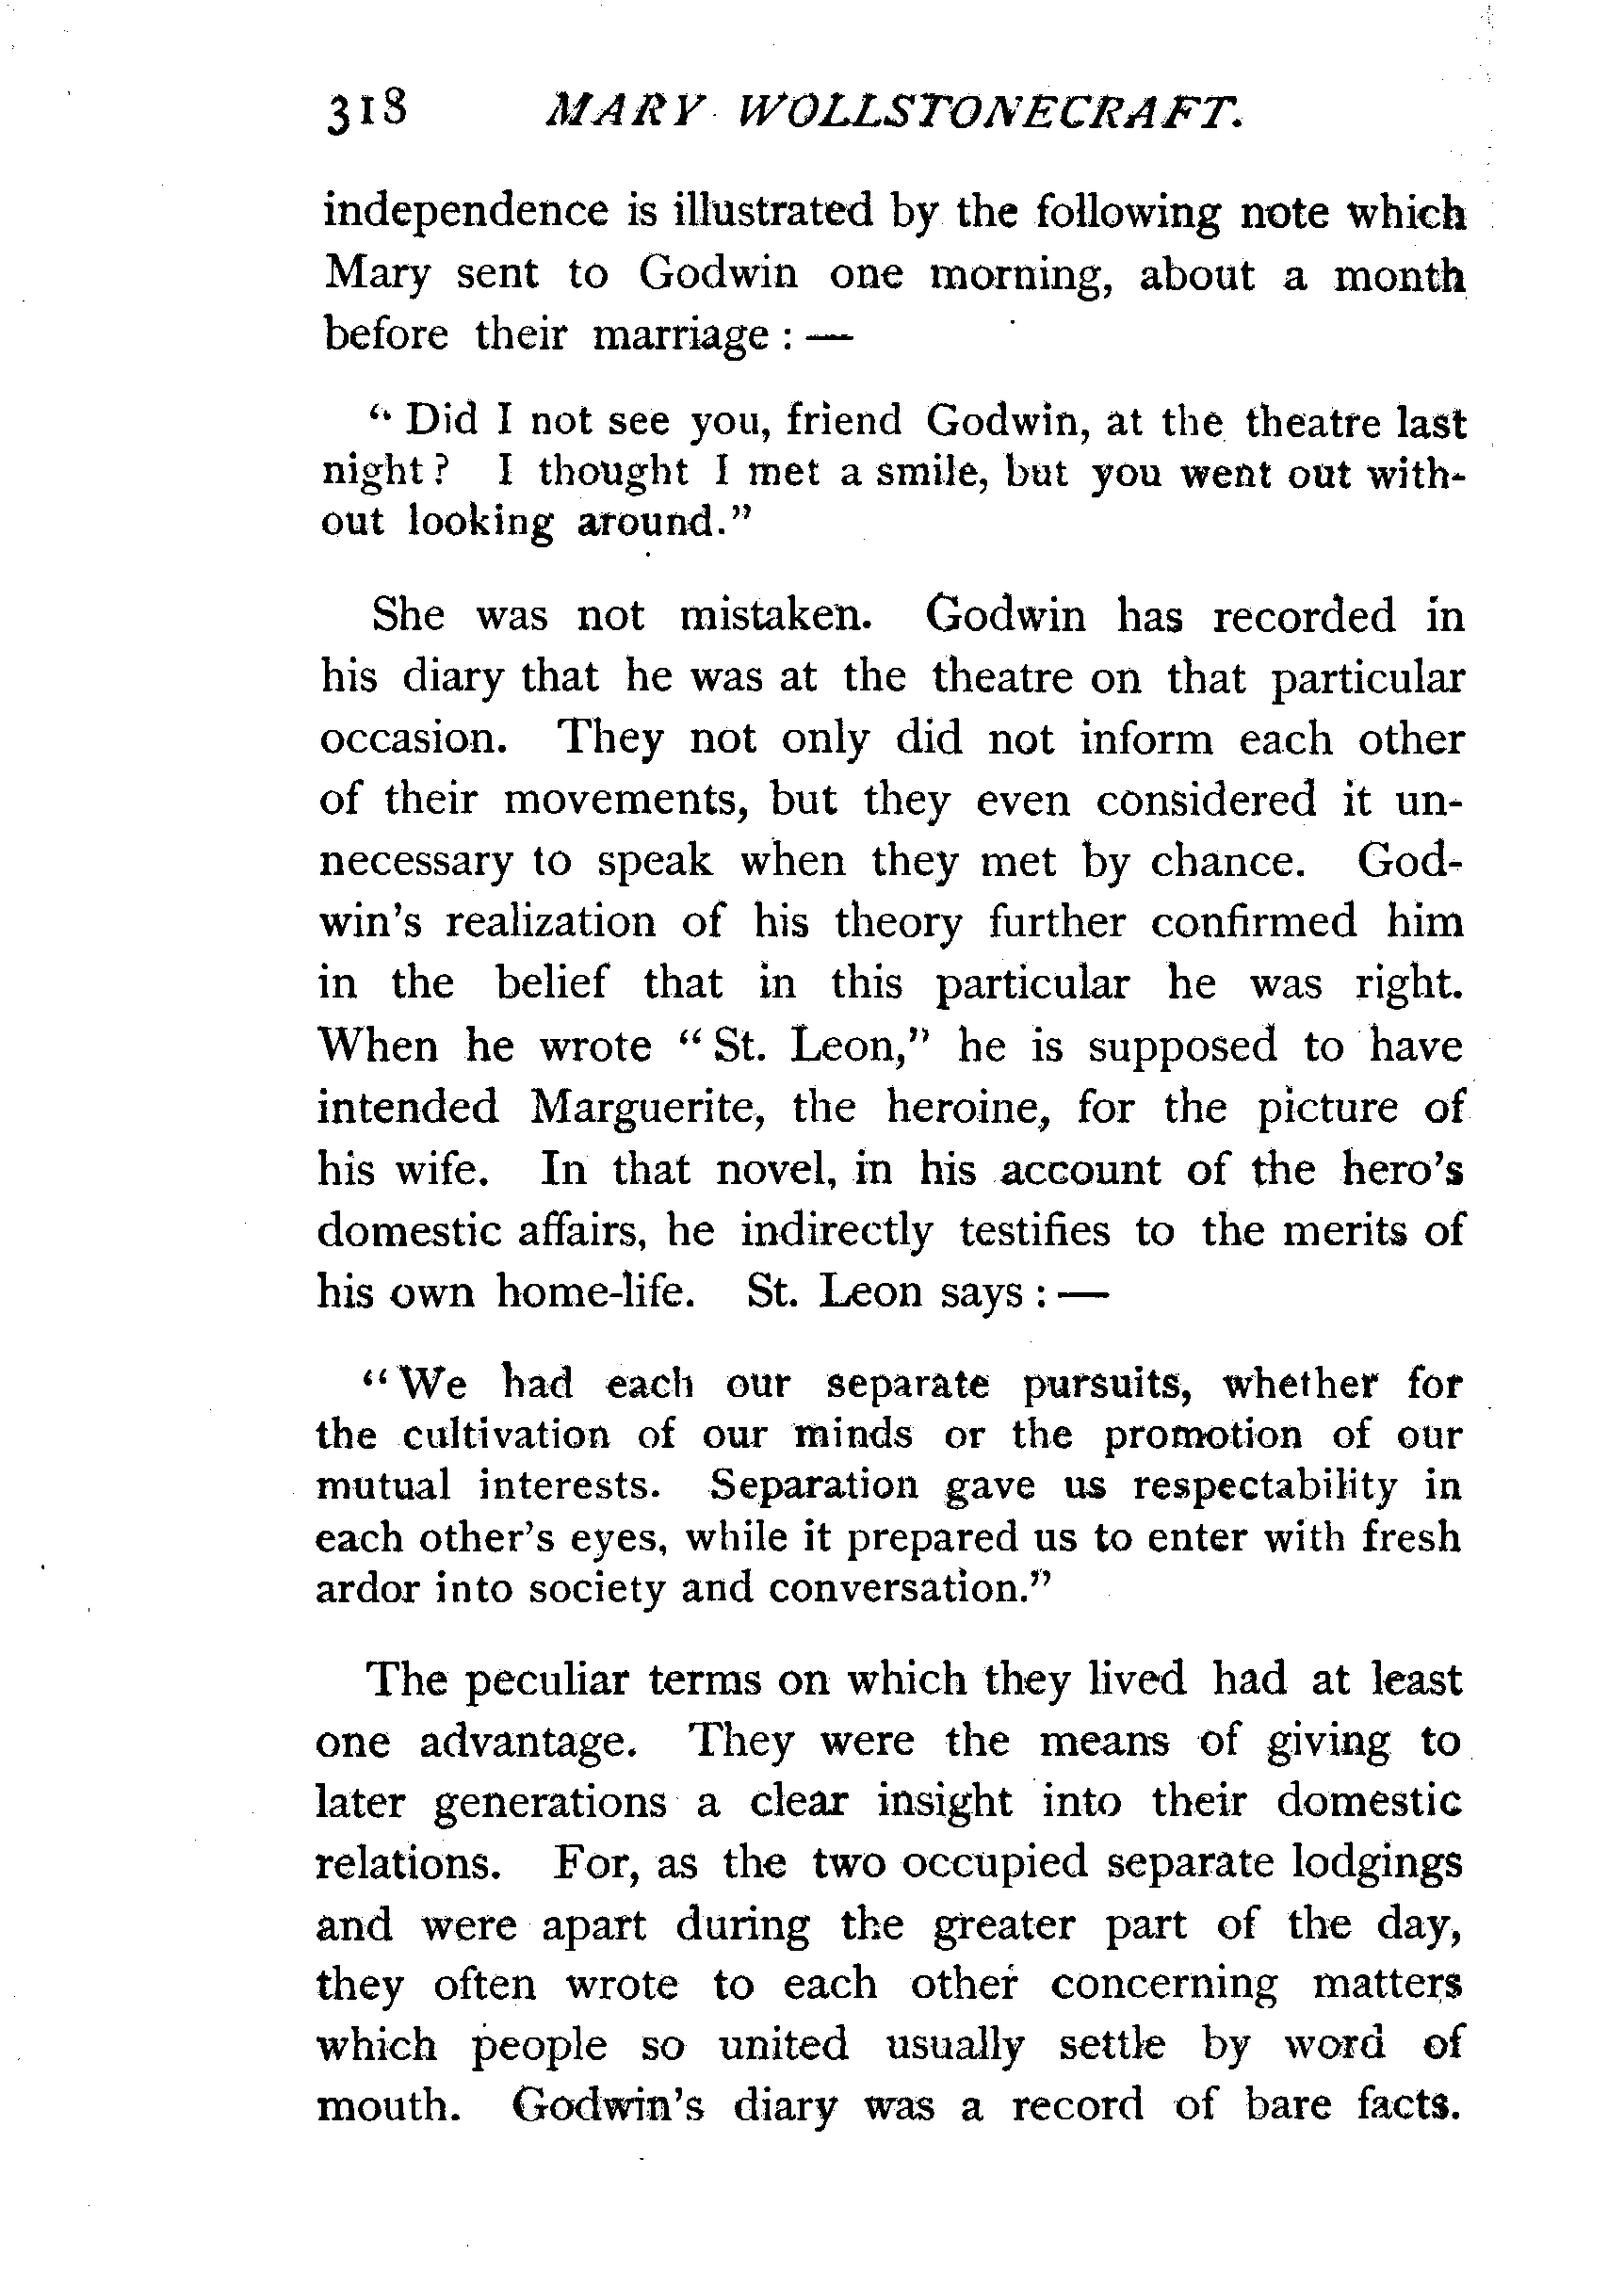 318 MARY WOLLSTONECRAFT.
independence is illustrated by the following note which
Mary sent to Godwin one morning, about a month
before their marriage : —
“ Did I not see you, friend Godwin, at the theatre last
night ? I thought I met a smile, but you went out with-
out looking around.”
She was not mistaken. Godwin has recorded in
his diary that he was at the theatre on that particular
occasion. They not only did not inform each other
of their movements, but they even considered it un-
necessary to speak when they met by chance. God-
win’s realization of his theory further confirmed him
in the belief that in this particular he was right.
When he wrote “ St. Leon,” he is supposed to have
intended Marguerite, the heroine, for the picture of
his wife. In that novel, in his account of the hero’s
domestic affairs, he indirectly testifies to the merits of
his own home-life. St. Leon says : —
“ We had each our separate pursuits, whether for
the cultivation of our minds or the promotion of our
mutual interests. Separation gave us respectability in
each other’s eyes, while it prepared us to enter with fresh
ardor into society and conversation.”
The peculiar terms on which they lived had at least
one advantage. They were the means of giving to
later generations a clear insight into their domestic
relations. For, as the two occupied separate lodgings
and were apart during the greater part of the day,
they often wrote to each other concerning matters
which people so united usually settle by word of
mouth. Godwin’s diary was a record of bare facts.